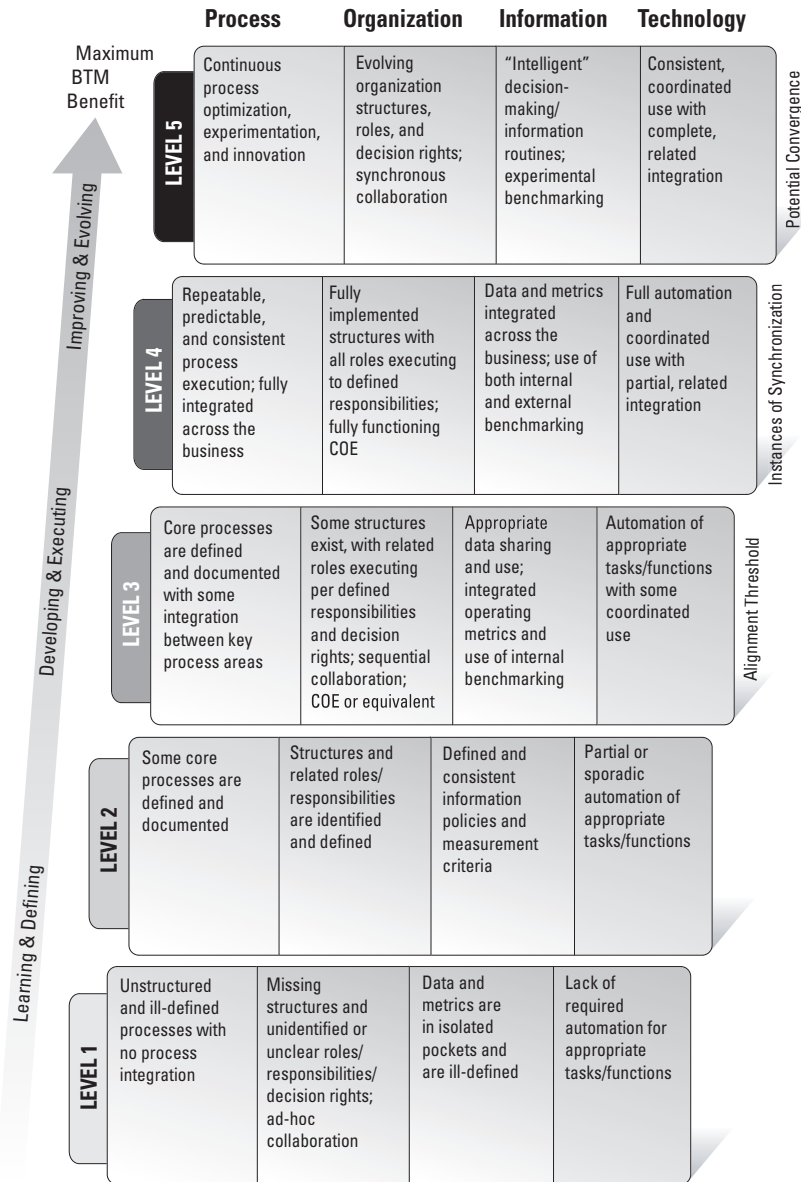 Process
Organization
Information
Technology
Maximum
BTM
Benefit
LEVEL 5
Continuous
process
optimization,
experimentation,
and innovation
Evolving
organization
structures,
roles, and
decision rights;
synchronous
collaboration
“Intelligent”
decision-
making/
information
routines;
experimental
benchmarking
Consistent,
coordinated
use with
complete,
related
integration
Potential Convergence
Improving & Evolving
LEVEL 4
Repeatable,
predictable,
and consistent
process
execution; fully
integrated
across the
business
Fully
implemented
structures with
all roles executing
to defined
responsibilities;
fully functioning
COE
Data and metrics
integrated
across the
business; use of
both internal
and external
benchmarking
Full automation
and
coordinated
use with
partial, related
integration
Instances of Synchronization
Developing & Executing
LEVEL 3
Core processes
are defined
and documented
with some
integration
between key
process areas
Some structures
exist, with related
roles executing
per defined
responsibilities
and decision
rights; sequential
collaboration;
COE or equivalent
Appropriate
data sharing
and use;
integrated
operating
metrics and
use of internal
benchmarking
Automation of
appropriate
tasks/functions
with some
coordinated
use
Alignment Threshold
LEVEL 2
Some core
processes are
defined and
documented
Structures and
related roles/
responsibilities
are identified
and defined
Defined and
consistent
information
policies and
measurement
criteria
Partial or
sporadic
automation of
appropriate
tasks/functions
Learning & Defining
LEVEL 1
Unstructured
and ill-defined
processes with
no process
integration
Missing
structures and
unidentified or
unclear roles/
responsibilities/
decision rights;
ad-hoc
collaboration
Data and
metrics are
in isolated
pockets and
are ill-defined
Lack of
required
automation for
appropriate
tasks/functions